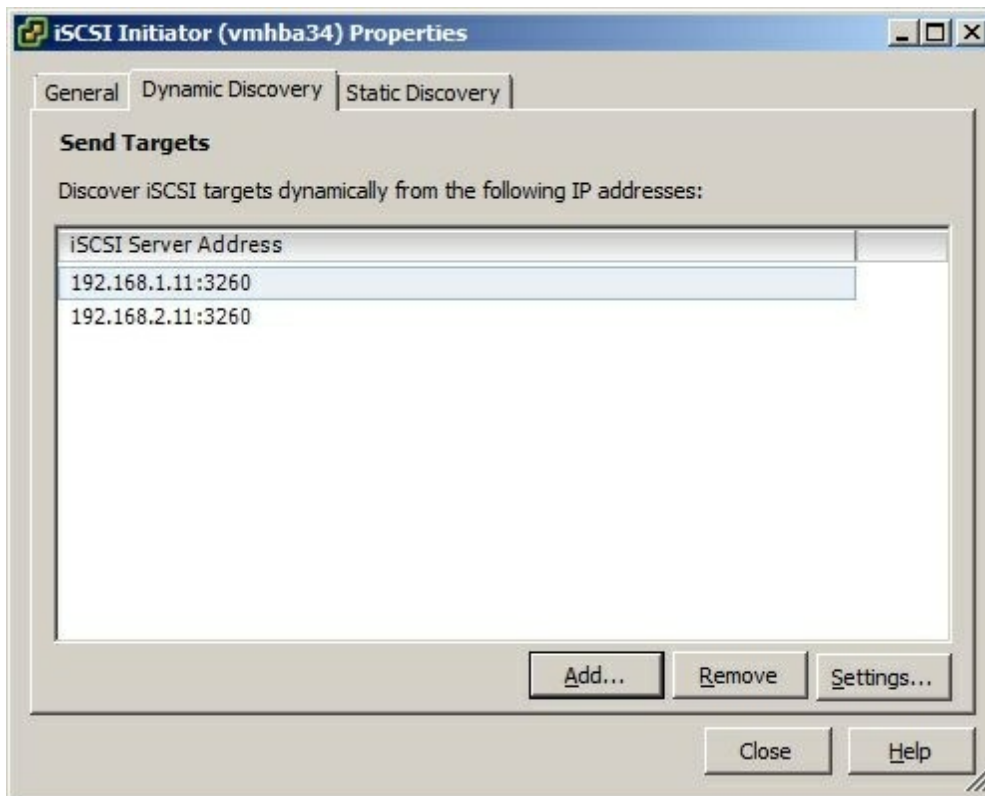 iSCSI Initiator (vmhba34) Properties
General Dynamic Discovery Static Discovery
Send Targets
Discover iSCSI targets dynamically from the following IP addresses:
iSCSI Server Address
192.168.1.11:3260
192.168.2.11:3260
Add... Remove Settings...
Close Help